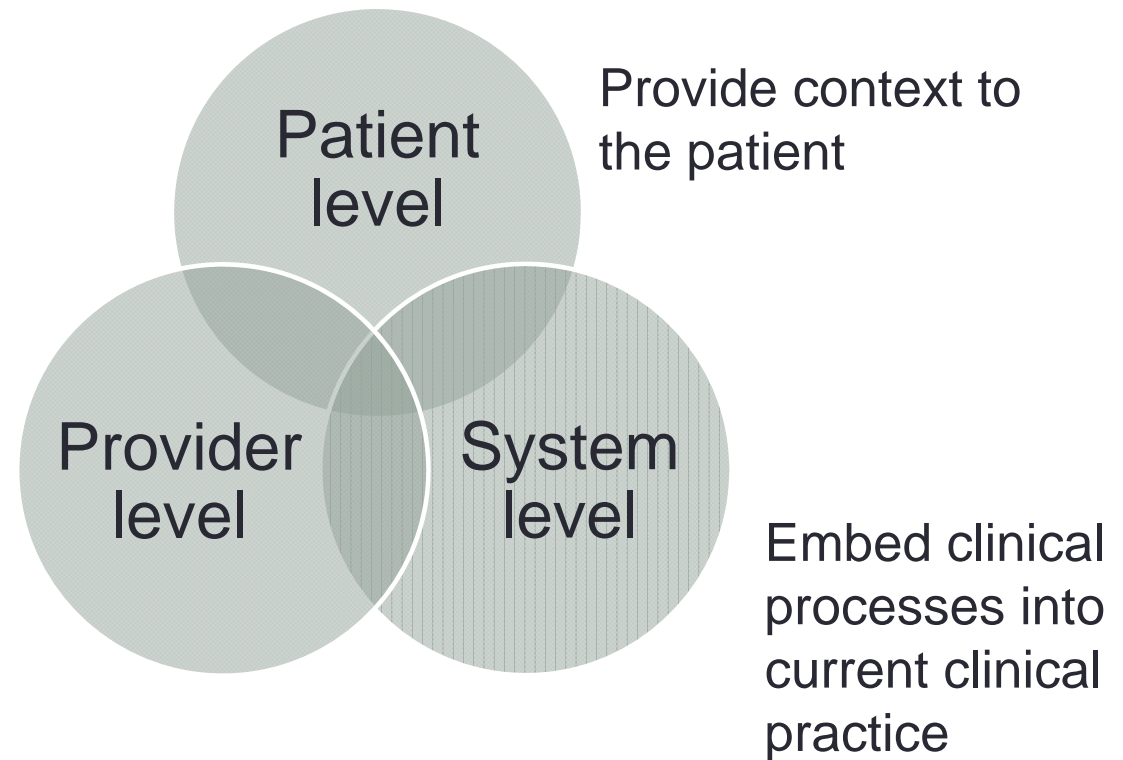 Patient
level
Provide context to
the patient
Provider
level
System
level
Embed clinical
processes into
current clinical
practice